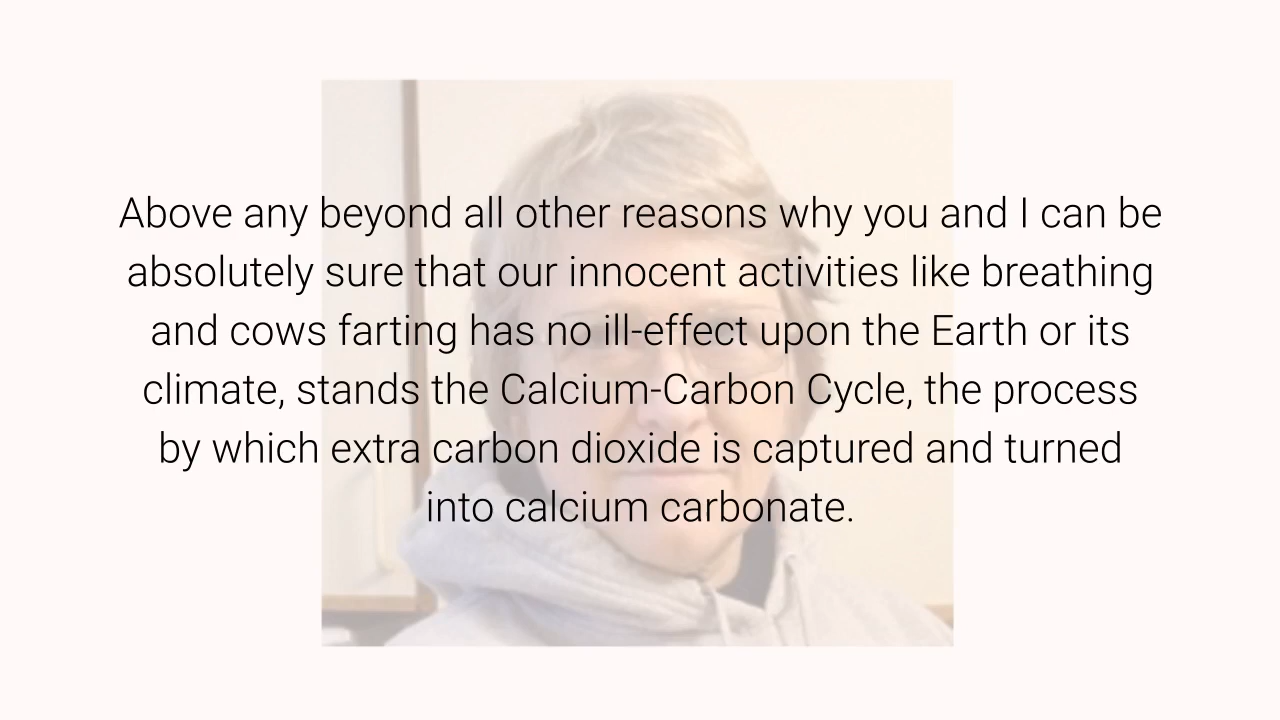 Above any beyond all other reasons why you and I can be
absolutely sure that our innocent activities like breathing
and cows farting has no ill-effect upon the Earth or its
climate, stands the Calcium-Carbon Cycle, the process
by which extra carbon dioxide is captured and turned
into calcium carbonate.